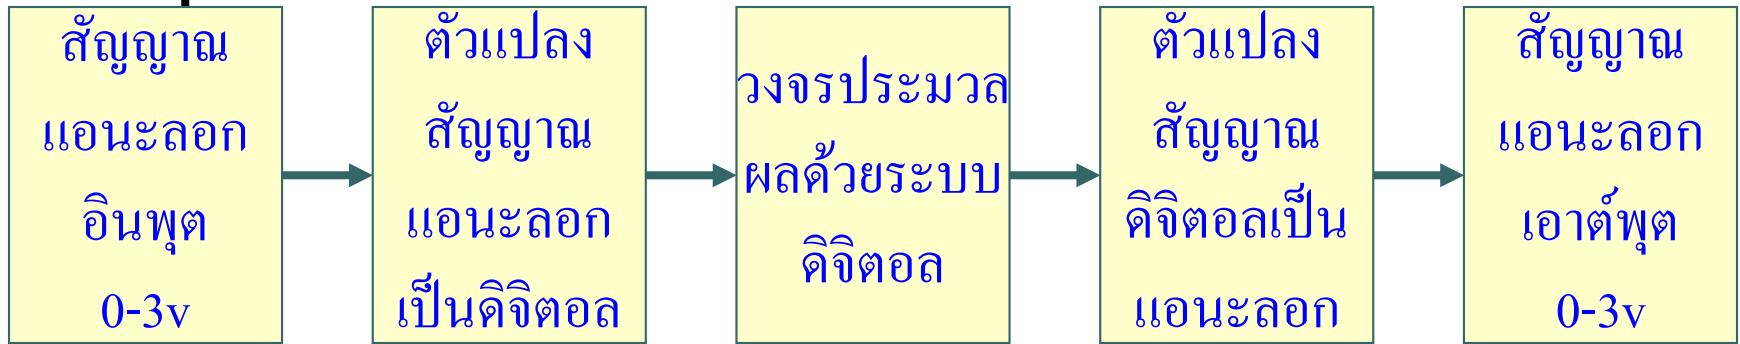 สัญญาณ
แอนะลอก
อินพุต
0-3v
ตัวแปลง
สัญญาณ
แอนะลอก
เป็นดิจิตอล
วงจรประมวล
ผลด้วยระบบ
ดิจิตอล
ตัวแปลง
สัญญาณ
ดิจิตอลเป็น
แอนะลอก
สัญญาณ
แอนะลอก
เอาต์พุต
0-3v